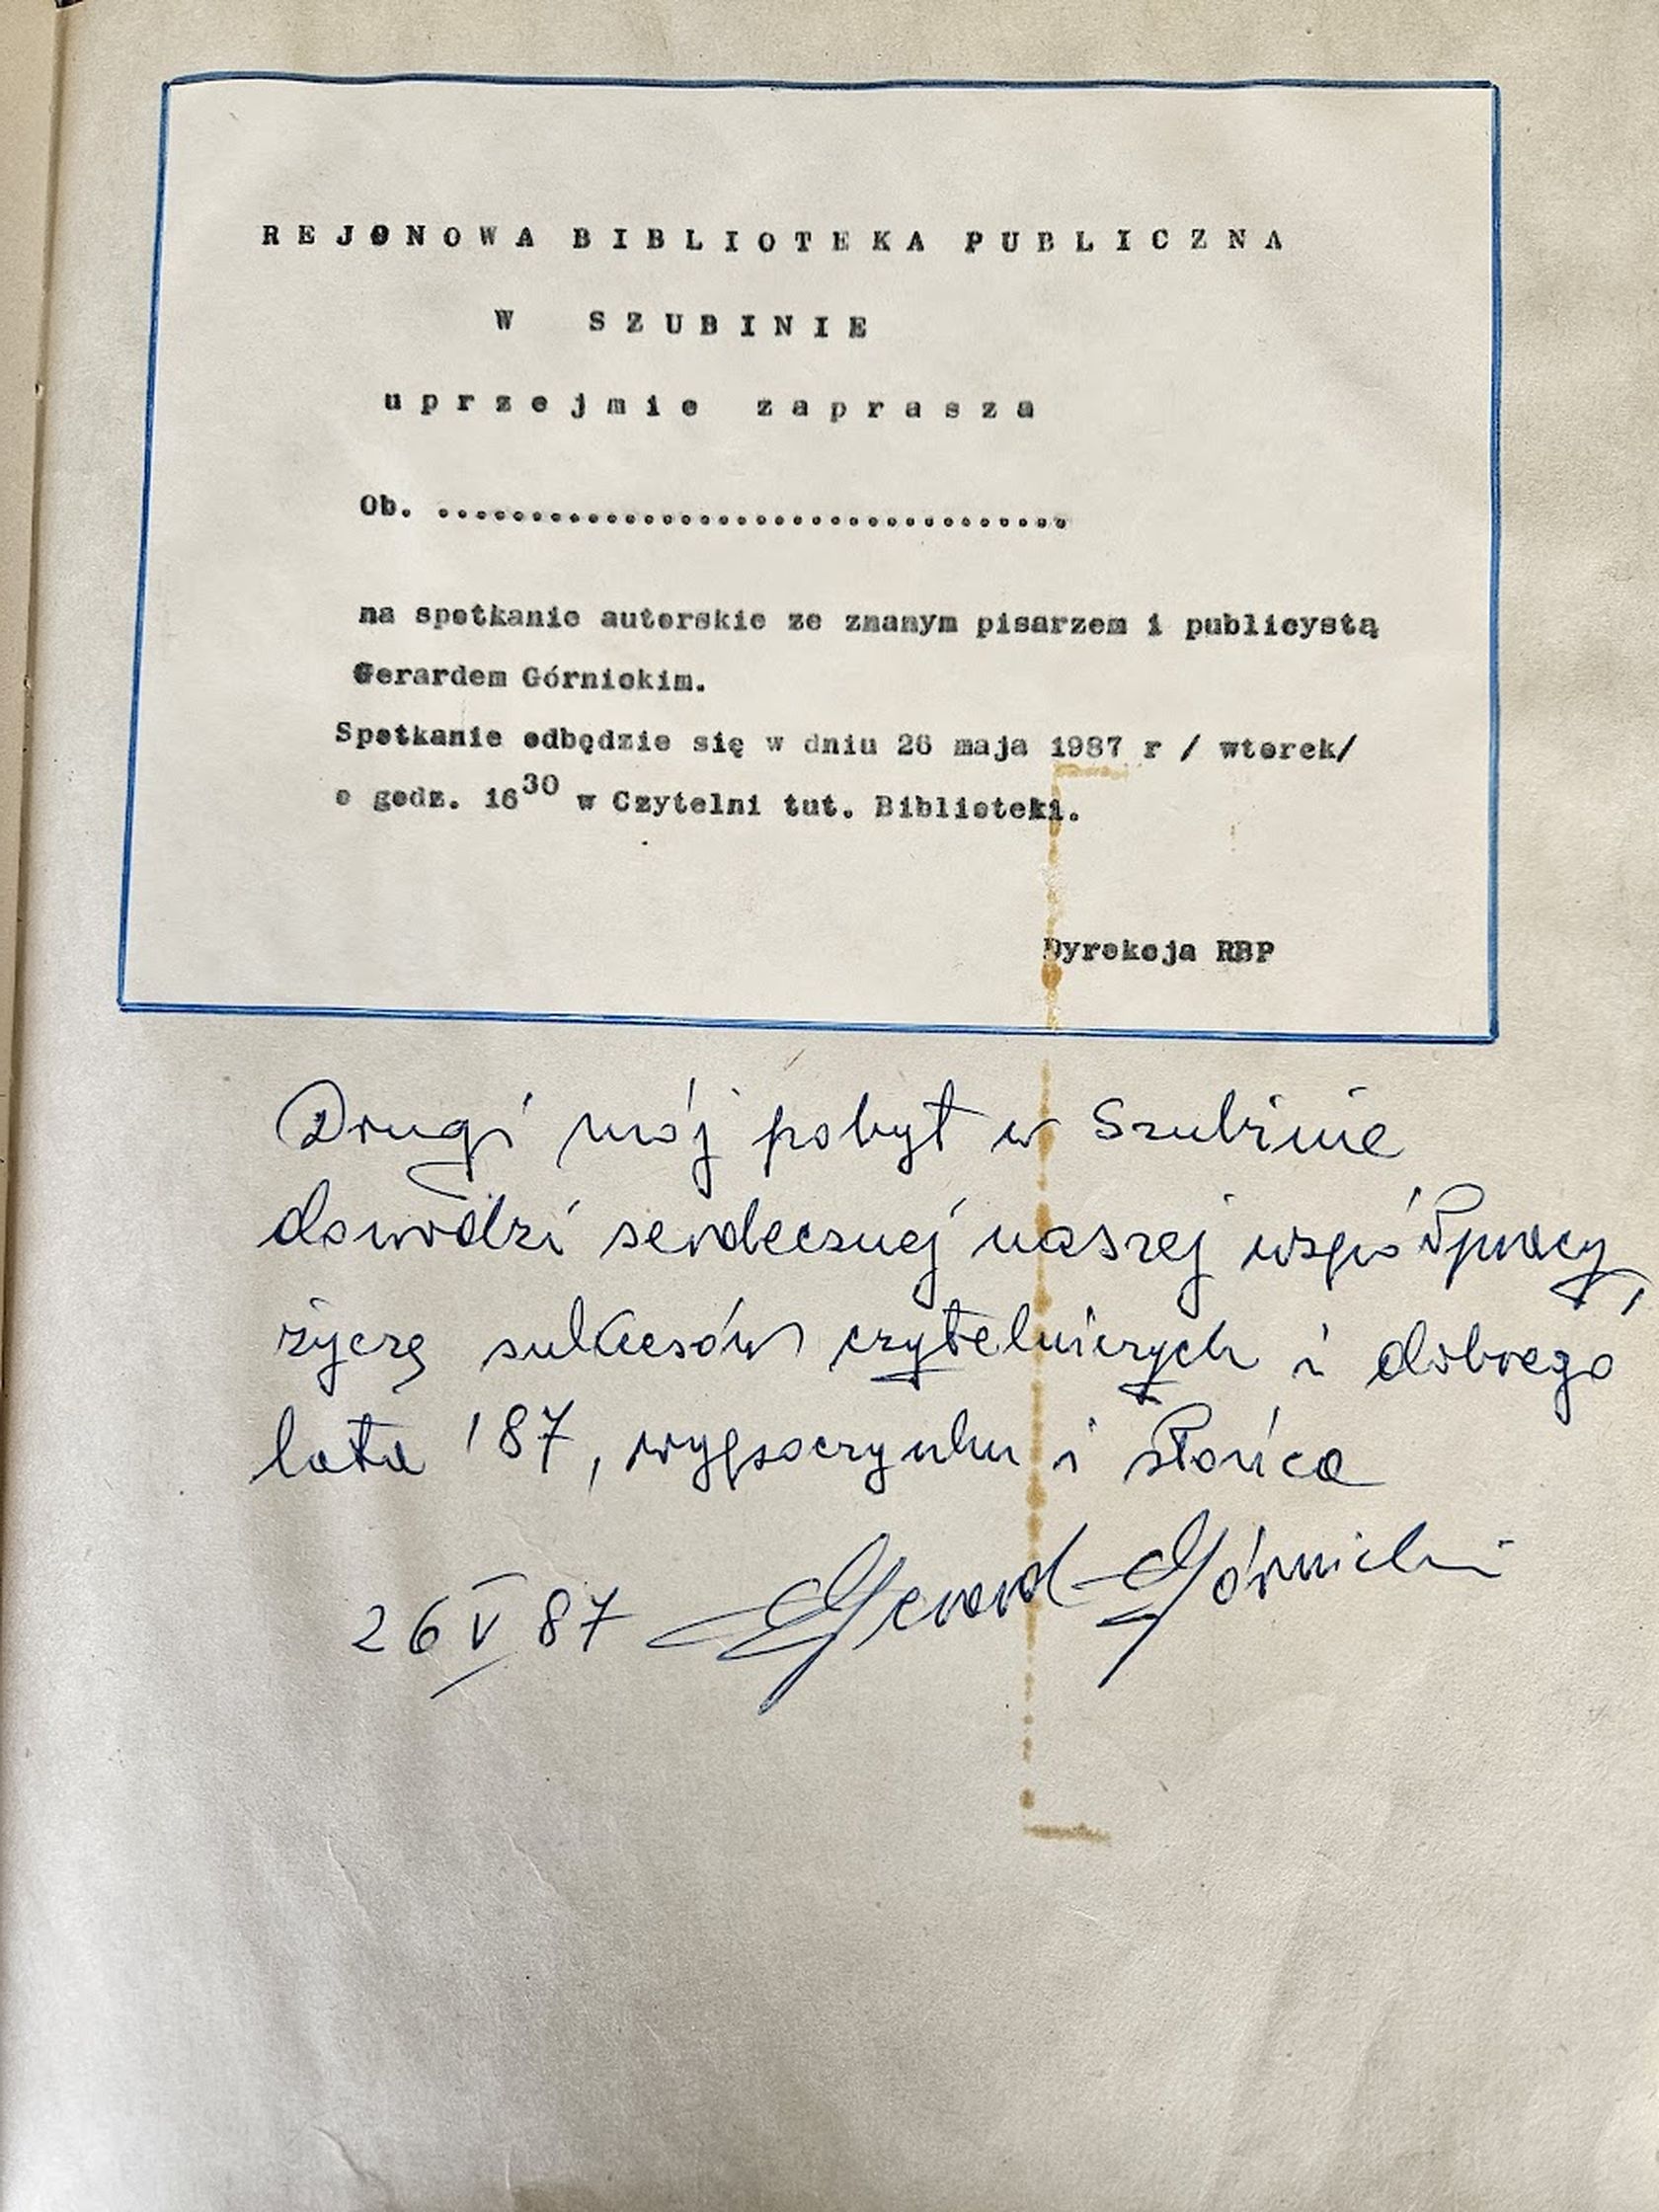 REJONOWA BIBLIOTEKA PUBLICZNA
W SZUBINIE
uprzejmie zaprasza
Ob. ..................................
na spotkanie autorskie ze znanym pisarzem i publicystą
Gerardem Górnickim.
Spotkanie odbędzie się w dniu 26 maja 1987 r / wtorek/
o godz. 16³⁰ w Czytelni tut. Biblioteki.
Dyrekcja RBP
Drugi mój pobyt w Szubinie
dowodzi serdecznej naszej współpracy,
życzę sukcesów czytelniczych i dobrego
lata '87, wypoczynku i słońca
26 V 87 Gerard Górnicki